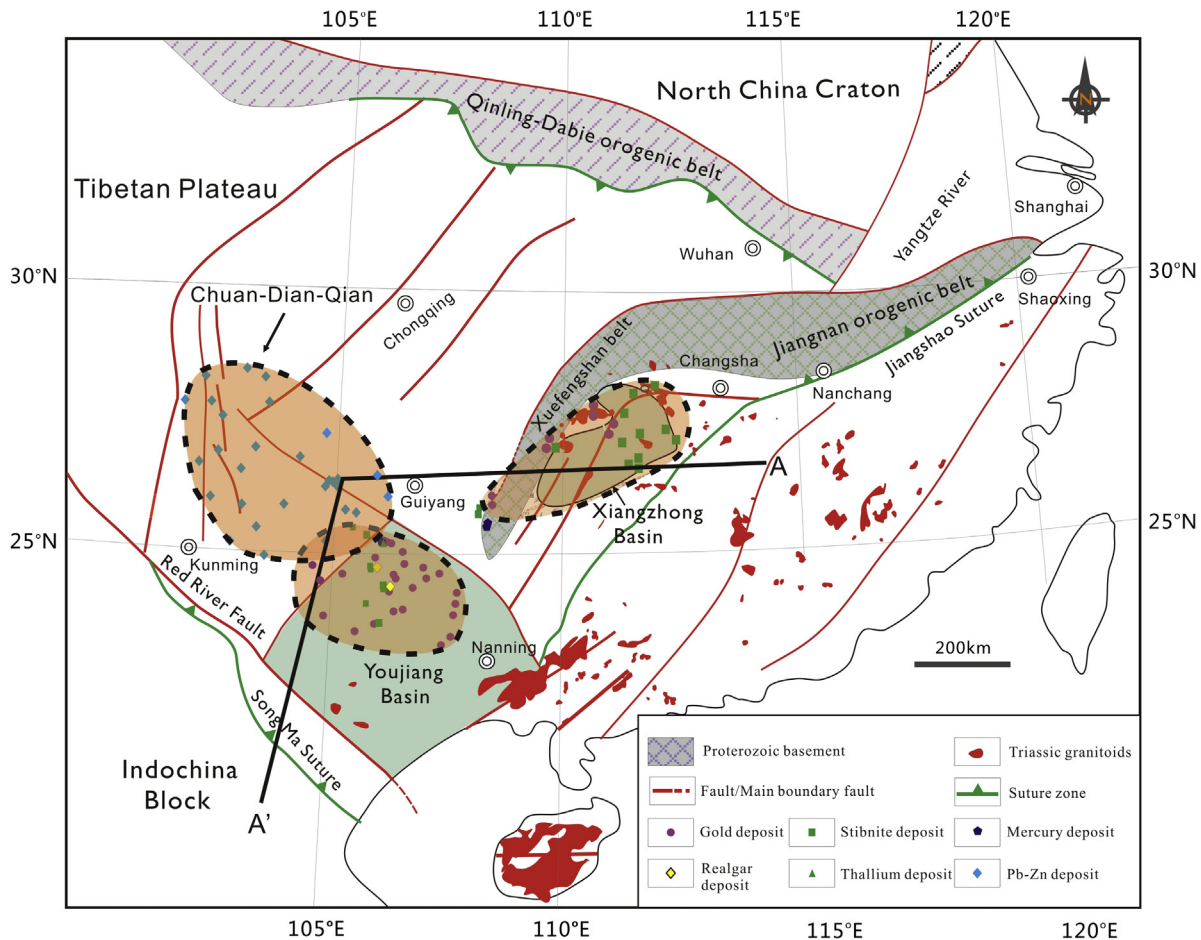 105°E
110°E
115°E
120°E
North China Craton
N
Qinling-Dabie orogenic belt
Tibetan Plateau
Shanghai
Yangtze River
Wuhan
30°N
30°N
Chuan-Dian-Qian
Shaoxing
Chongqing
Jiangnan orogenic belt
Jiangshao Suture
Xuefengshan belt
Changsha
Nanchang
A
Guiyang
Xiangzhong
Basin
25°N
25°N
Kunming
Red River Fault
200km
Nanning
Youjiang
Basin
Song Ma Suture
Indochina
Block
A'
Proterozoic basement
Triassic granitoids
Fault/Main boundary fault
Suture zone
Gold deposit
Stibnite deposit
Mercury deposit
Realgar
deposit
Thallium deposit
Pb-Zn deposit
105°E
110°E
115°E
120°E